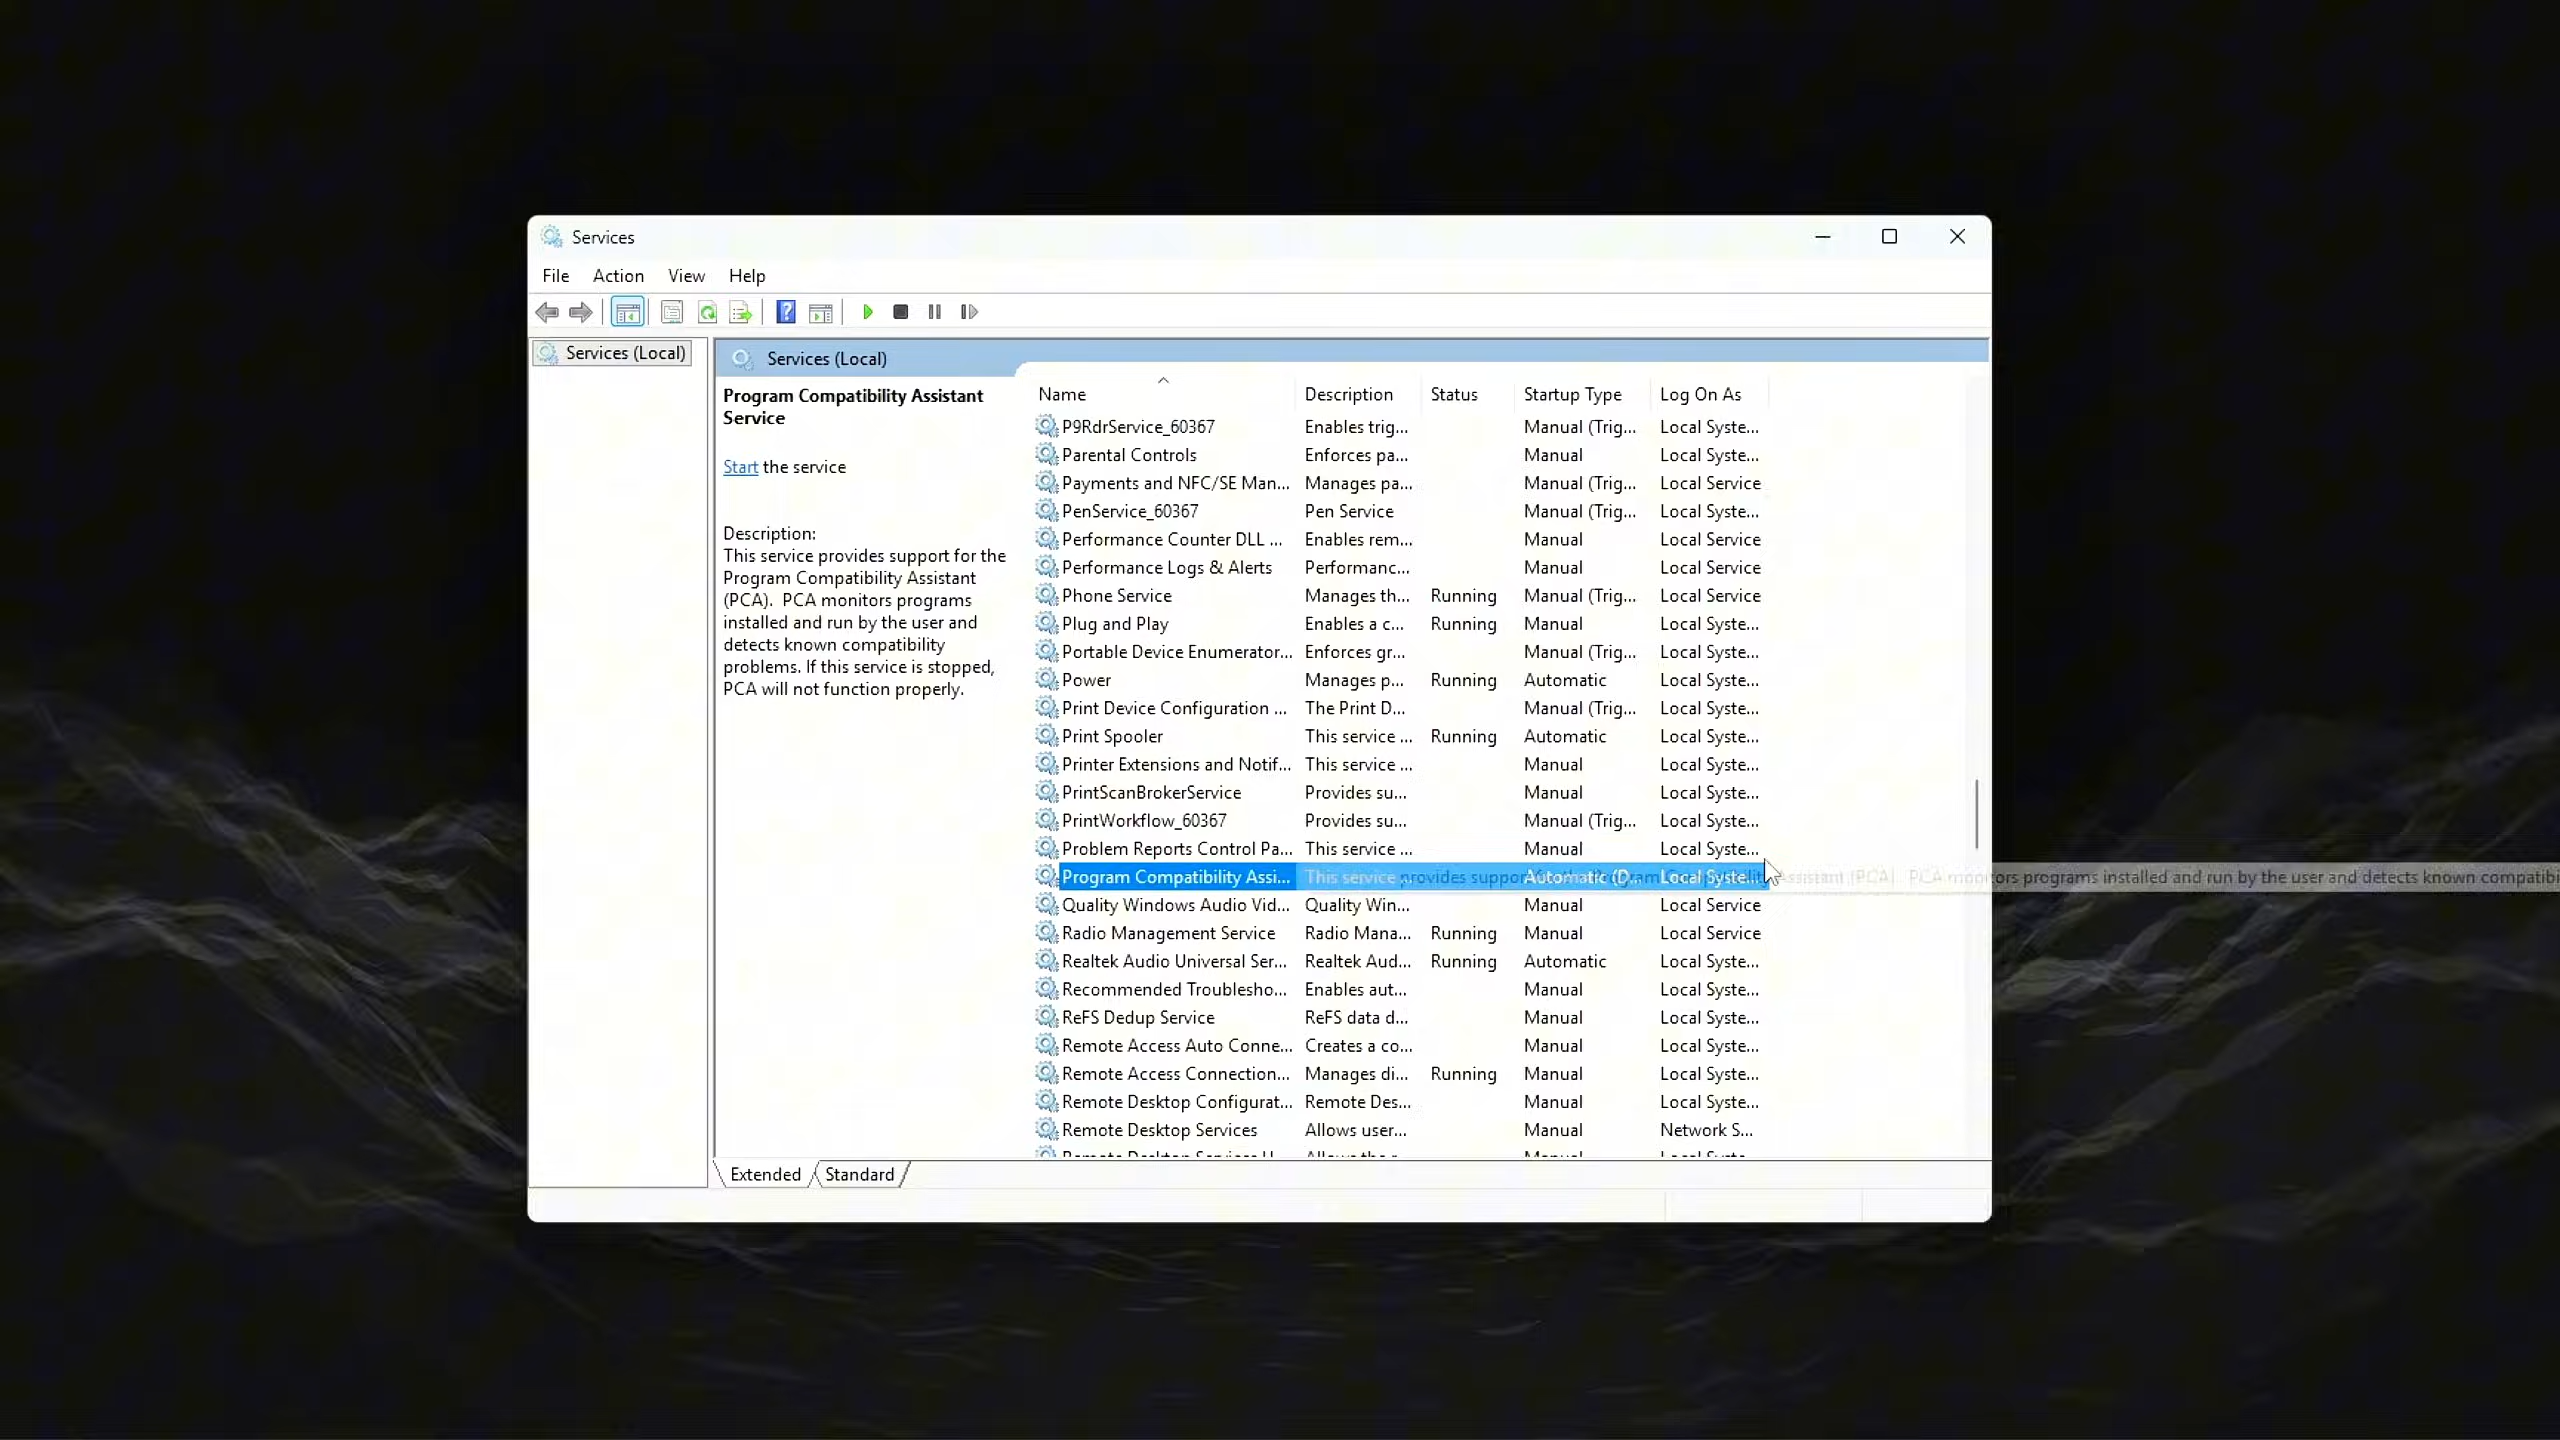 Services
File Action View Help
Services (Local)
Services (Local)
Program Compatibility Assistant
Service
Start the service
Description:
This service provides support for the
Program Compatibility Assistant
(PCA).  PCA monitors programs
installed and run by the user and
detects known compatibility
problems. If this service is stopped,
PCA will not function properly.
Name Description Status Startup Type Log On As
P9RdrService_60367 Enables trig... Manual (Trig... Local Syste...
Parental Controls Enforces pa... Manual Local Syste...
Payments and NFC/SE Man... Manages pa... Manual (Trig... Local Service
PenService_60367 Pen Service Manual (Trig... Local Syste...
Performance Counter DLL ... Enables rem... Manual Local Service
Performance Logs & Alerts Performanc... Manual Local Service
Phone Service Manages th... Running Manual (Trig... Local Service
Plug and Play Enables a c... Running Manual Local Syste...
Portable Device Enumerator... Enforces gr... Manual (Trig... Local Syste...
Power Manages p... Running Automatic Local Syste...
Print Device Configuration ... The Print D... Manual (Trig... Local Syste...
Print Spooler This service ... Running Automatic Local Syste...
Printer Extensions and Notif... This service ... Manual Local Syste...
PrintScanBrokerService Provides su... Manual Local Syste...
PrintWorkflow_60367 Provides su... Manual (Trig... Local Syste...
Problem Reports Control Pa... This service ... Manual Local Syste...
Program Compatibility Assi... This service provides support Automatic (D... Local Syste... Assistant (PCA). PCA monitors programs installed and run by the user and detects known compatibi
Quality Windows Audio Vid... Quality Win... Manual Local Service
Radio Management Service Radio Mana... Running Manual Local Service
Realtek Audio Universal Ser... Realtek Aud... Running Automatic Local Syste...
Recommended Troublesho... Enables aut... Manual Local Syste...
ReFS Dedup Service ReFS data d... Manual Local Syste...
Remote Access Auto Conne... Creates a co... Manual Local Syste...
Remote Access Connection... Manages di... Running Manual Local Syste...
Remote Desktop Configurat... Remote Des... Manual Local Syste...
Remote Desktop Services Allows user... Manual Network S...
Extended Standard